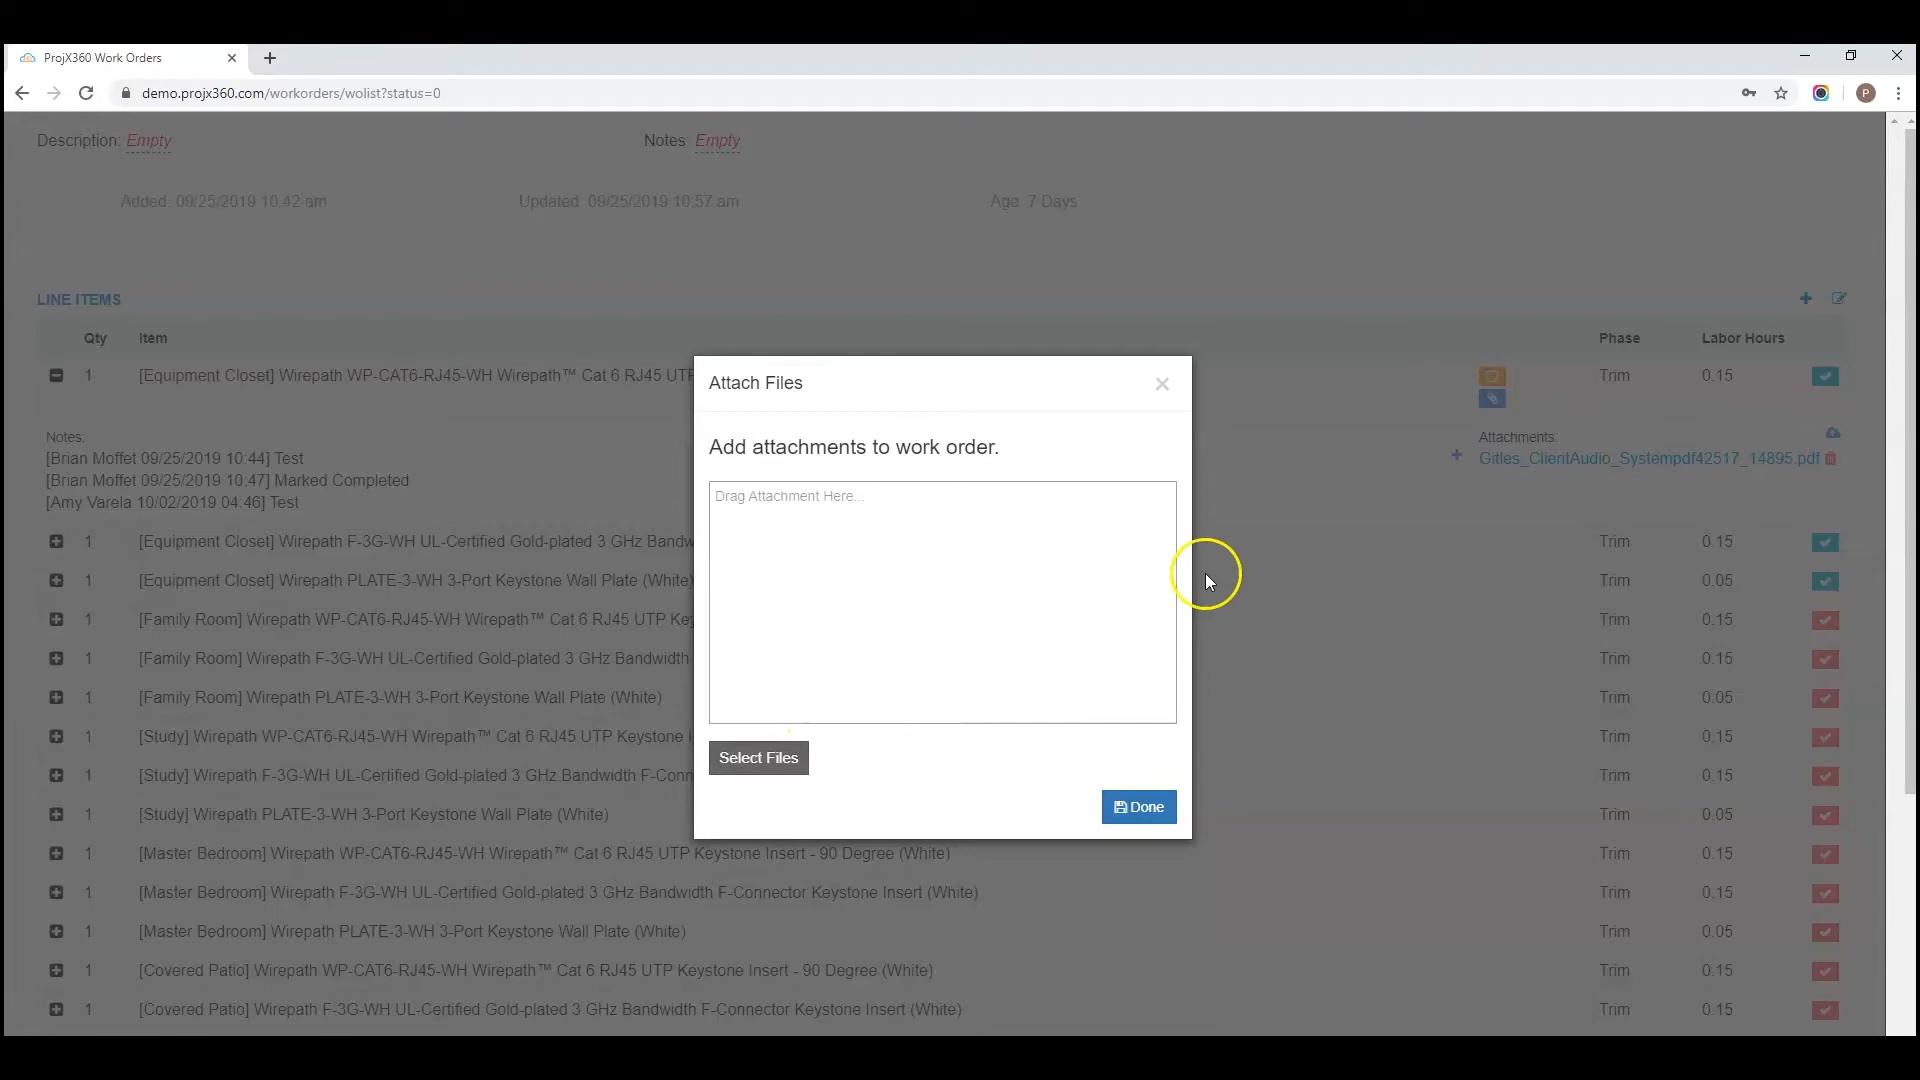 ProjX360 Work Orders
demo.projx360.com/workorders/wolist?status=0
P
Description: Empty Notes Empty
Added: 09/25/2019 10:42 am Updated: 09/25/2019 10:57 am Age: 7 Days
LINE ITEMS
Qty Item Phase Labor Hours
1 [Equipment Closet] Wirepath WP-CAT6-RJ45-WH Wirepath™ Cat 6 RJ45 UTP Trim 0.15
Notes: Attachments:
[Brian Moffet 09/25/2019 10:44] Test Gitles_ClientAudio_Systempdf42517_14895.pdf
[Brian Moffet 09/25/2019 10:47] Marked Completed
[Amy Varela 10/02/2019 04:46] Test
1 [Equipment Closet] Wirepath F-3G-WH UL-Certified Gold-plated 3 GHz Bandw Trim 0.15
1 [Equipment Closet] Wirepath PLATE-3-WH 3-Port Keystone Wall Plate (White) Trim 0.05
1 [Family Room] Wirepath WP-CAT6-RJ45-WH Wirepath™ Cat 6 RJ45 UTP Key Trim 0.15
1 [Family Room] Wirepath F-3G-WH UL-Certified Gold-plated 3 GHz Bandwidth Trim 0.15
1 [Family Room] Wirepath PLATE-3-WH 3-Port Keystone Wall Plate (White) Trim 0.05
1 [Study] Wirepath WP-CAT6-RJ45-WH Wirepath™ Cat 6 RJ45 UTP Keystone I Trim 0.15
1 [Study] Wirepath F-3G-WH UL-Certified Gold-plated 3 GHz Bandwidth F-Conn Trim 0.15
1 [Study] Wirepath PLATE-3-WH 3-Port Keystone Wall Plate (White) Trim 0.05
1 [Master Bedroom] Wirepath WP-CAT6-RJ45-WH Wirepath™ Cat 6 RJ45 UTP Keystone Insert - 90 Degree (White) Trim 0.15
1 [Master Bedroom] Wirepath F-3G-WH UL-Certified Gold-plated 3 GHz Bandwidth F-Connector Keystone Insert (White) Trim 0.15
1 [Master Bedroom] Wirepath PLATE-3-WH 3-Port Keystone Wall Plate (White) Trim 0.05
1 [Covered Patio] Wirepath WP-CAT6-RJ45-WH Wirepath™ Cat 6 RJ45 UTP Keystone Insert - 90 Degree (White) Trim 0.15
1 [Covered Patio] Wirepath F-3G-WH UL-Certified Gold-plated 3 GHz Bandwidth F-Connector Keystone Insert (White) Trim 0.15
Attach Files
Add attachments to work order.
Drag Attachment Here...
Select Files
Done